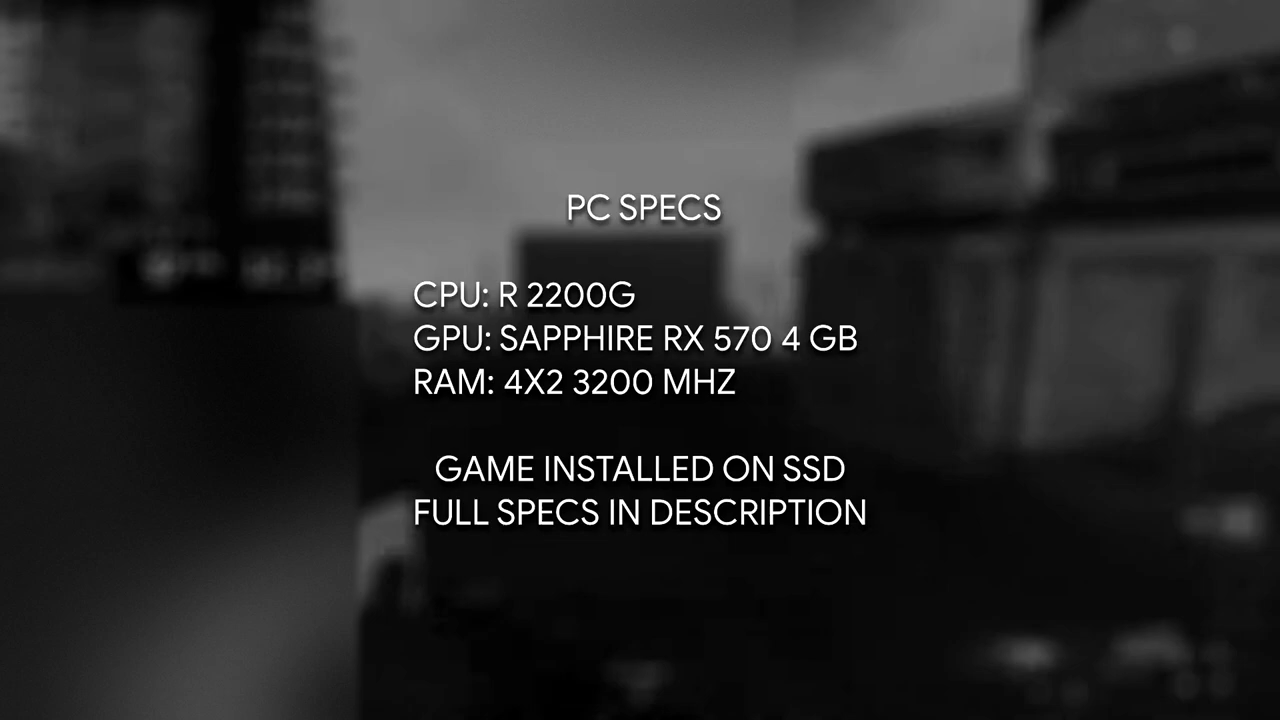 PC SPECS
CPU: R 2200G
GPU: SAPPHIRE RX 570 4 GB
RAM: 4X2 3200 MHZ
GAME INSTALLED ON SSD
FULL SPECS IN DESCRIPTION